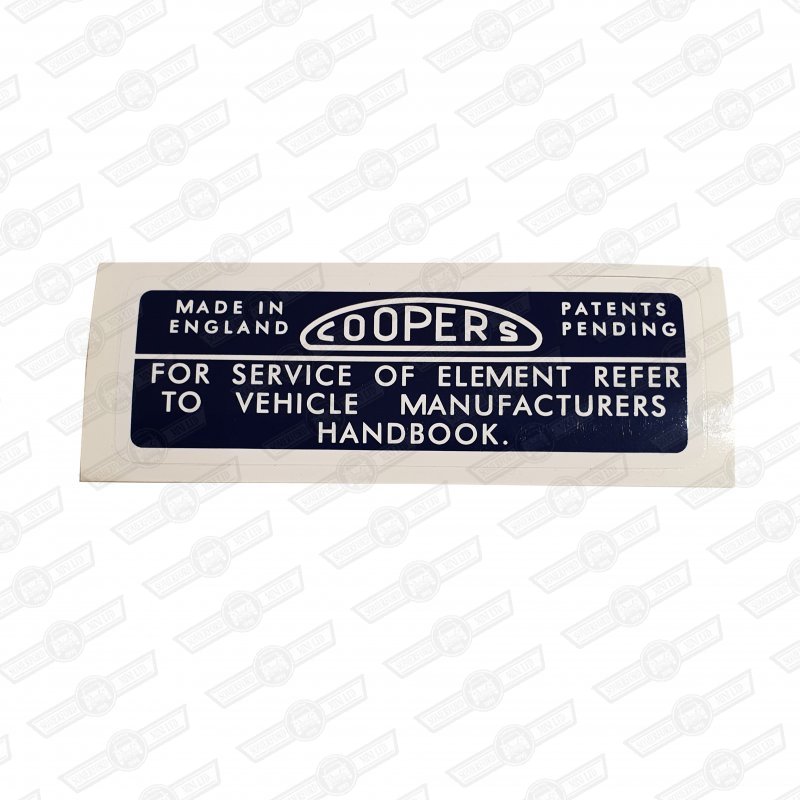 MADE IN
ENGLAND
COOPERS
PATENTS
PENDING
FOR SERVICE OF ELEMENT REFER
TO VEHICLE MANUFACTURERS
HANDBOOK.